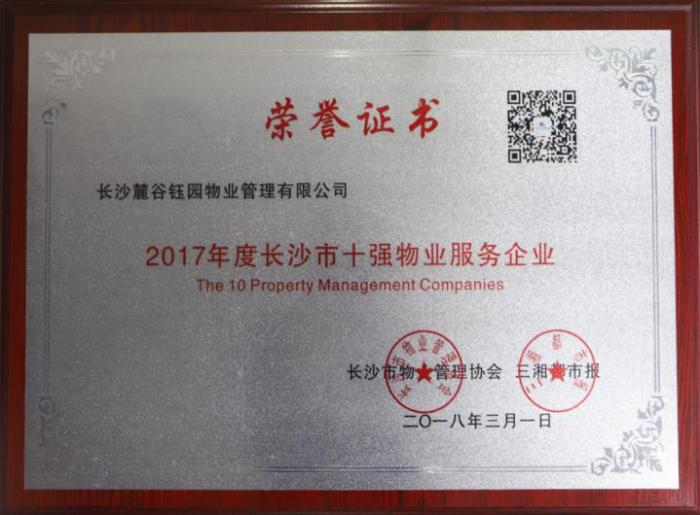 荣誉证书
长沙麓谷钰园物业管理有限公司
2017年度长沙市十强物业服务企业
The 10 Property Management Companies
长沙市物业管理协会 三湘都市报
二〇一八年三月一日